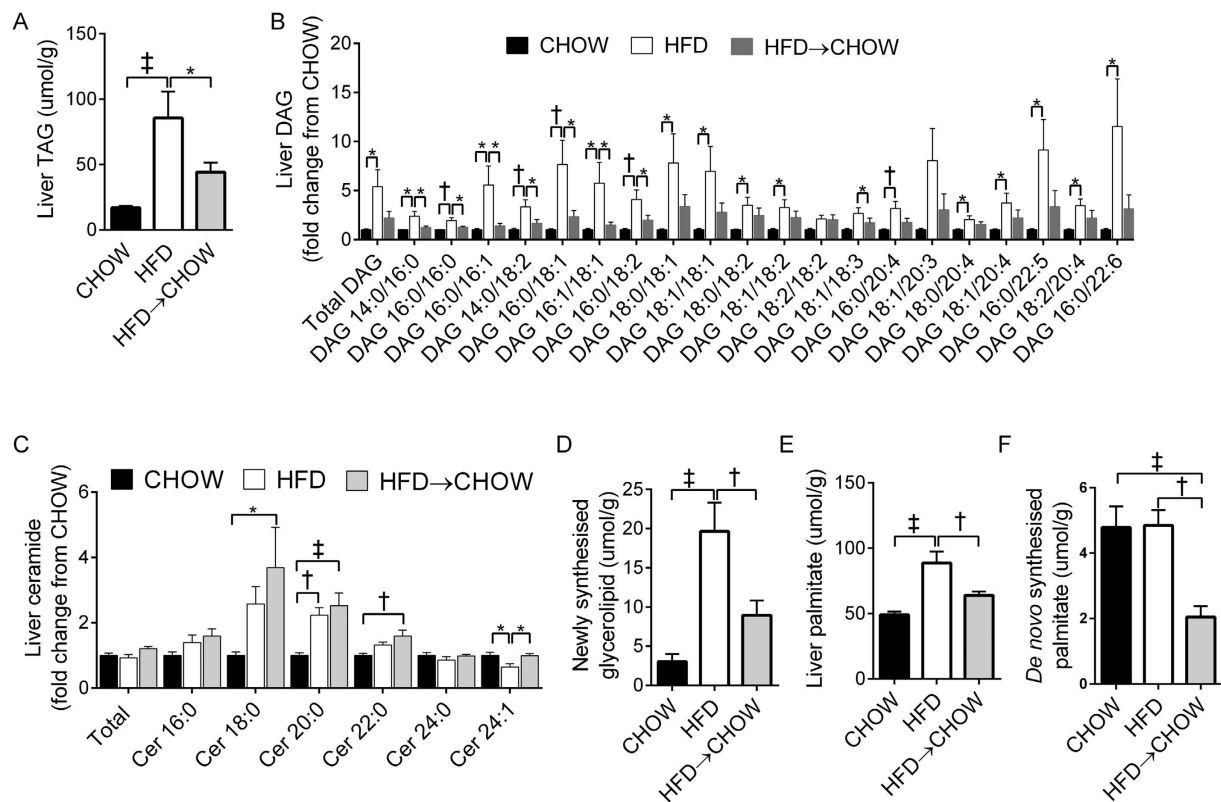 A
Liver TAG (umol/g)
150
100
50
0
‡
*
CHOW
HFD
HFD→CHOW
B
Liver DAG
(fold change from CHOW)
20
15
10
5
0
CHOW HFD HFD→CHOW
*
* *
† *
* *
† *
† *
* *
† *
*
*
*
*
*
†
*
*
*
*
*
Total DAG
DAG 14:0/16:0
DAG 16:0/16:0
DAG 16:0/16:1
DAG 14:0/18:2
DAG 16:0/18:1
DAG 16:1/18:1
DAG 16:0/18:2
DAG 18:0/18:1
DAG 18:1/18:1
DAG 18:0/18:2
DAG 18:1/18:2
DAG 18:2/18:2
DAG 18:1/18:3
DAG 16:0/20:4
DAG 18:1/20:3
DAG 18:0/20:4
DAG 18:1/20:4
DAG 16:0/22:5
DAG 18:2/20:4
DAG 16:0/22:6
C
Liver ceramide
(fold change from CHOW)
6
4
2
0
CHOW HFD HFD→CHOW
*
‡
†
†
* *
Total
Cer 16:0
Cer 18:0
Cer 20:0
Cer 22:0
Cer 24:0
Cer 24:1
D
Newly synthesised
glycerolipid (umol/g)
25
20
15
10
5
0
‡ †
CHOW
HFD
HFD→CHOW
E
Liver palmitate (umol/g)
150
100
50
0
‡ †
CHOW
HFD
HFD→CHOW
F
De novo synthesised
palmitate (umol/g)
6
4
2
0
‡
†
CHOW
HFD
HFD→CHOW